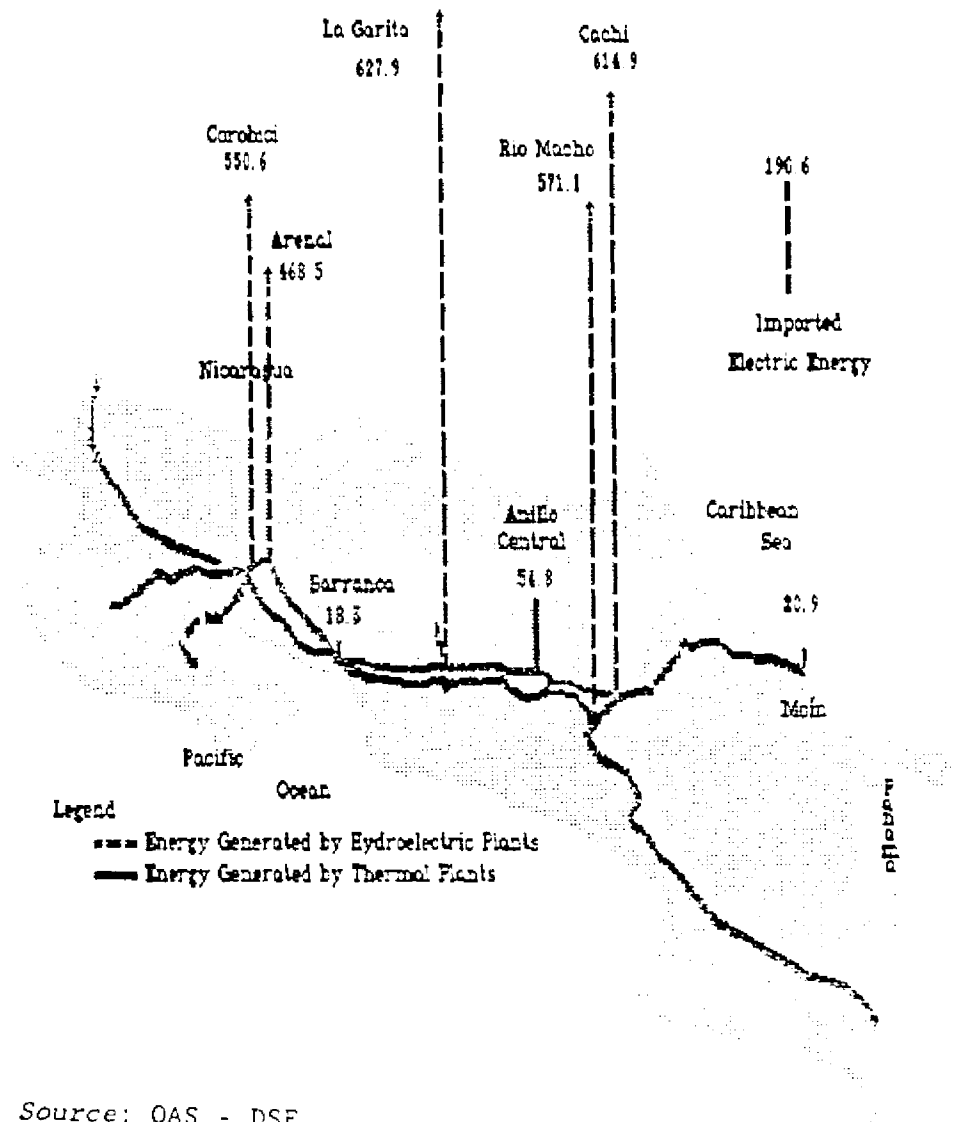 La Garita
627.9
Cachi
614.9
Corobici
550.6
Rio Macho
571.1
190.6
Arenal
468.5
Imported
Electric Energy
Nicaragua
Anillo
Central
54.8
Caribbean
Sea
Barranca
18.3
20.9
Moín
Pacific
Ocean
Legend
Energy Generated by Hydroelectric Plants
Energy Generated by Thermal Plants
Source: OAS - DSE